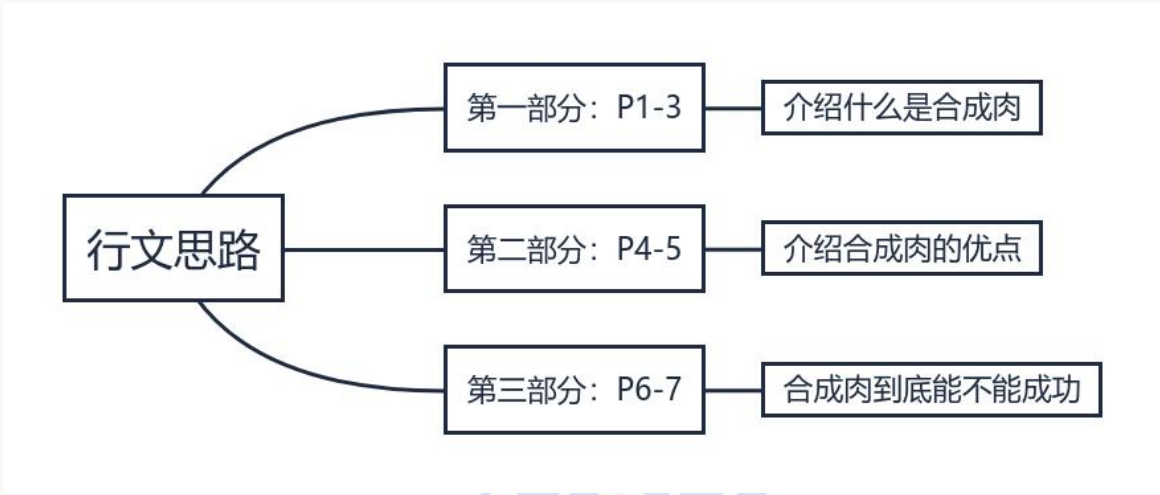 行文思路
第一部分：P1-3
介绍什么是合成肉
第二部分：P4-5
介绍合成肉的优点
第三部分：P6-7
合成肉到底能不能成功